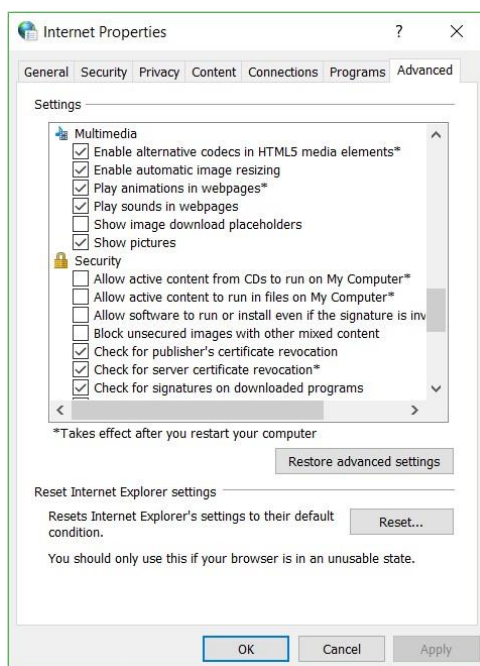 Internet Properties
? ×
General Security Privacy Content Connections Programs Advanced
Settings
Multimedia
Enable alternative codecs in HTML5 media elements*
Enable automatic image resizing
Play animations in webpages*
Play sounds in webpages
Show image download placeholders
Show pictures
Security
Allow active content from CDs to run on My Computer*
Allow active content to run in files on My Computer*
Allow software to run or install even if the signature is inv
Block unsecured images with other mixed content
Check for publisher's certificate revocation
Check for server certificate revocation*
Check for signatures on downloaded programs
*Takes effect after you restart your computer
Restore advanced settings
Reset Internet Explorer settings
Resets Internet Explorer's settings to their default
condition.
Reset...
You should only use this if your browser is in an unusable state.
OK Cancel Apply